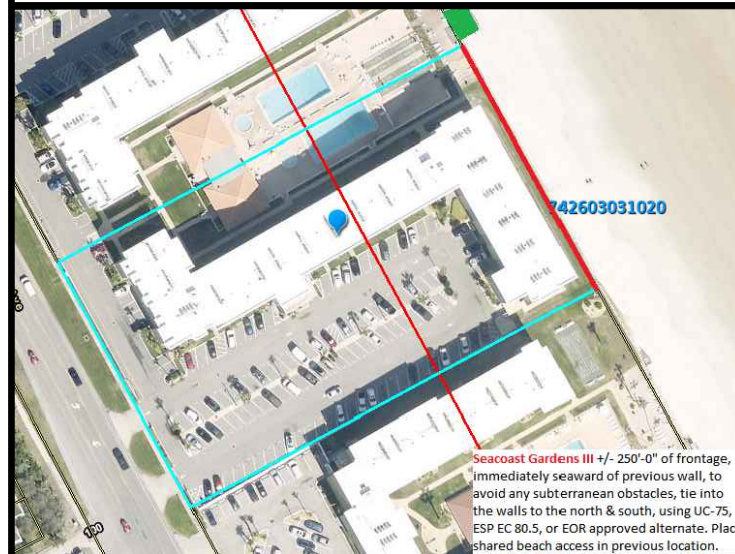 742603031020
100
Seacoast Gardens III +/- 250'-0" of frontage,
immediately seaward of previous wall, to
avoid any subterranean obstacles, tie into
the walls to the north & south, using UC-75,
ESP EC 80.5, or EOR approved alternate. Plac
shared beach access in previous location.